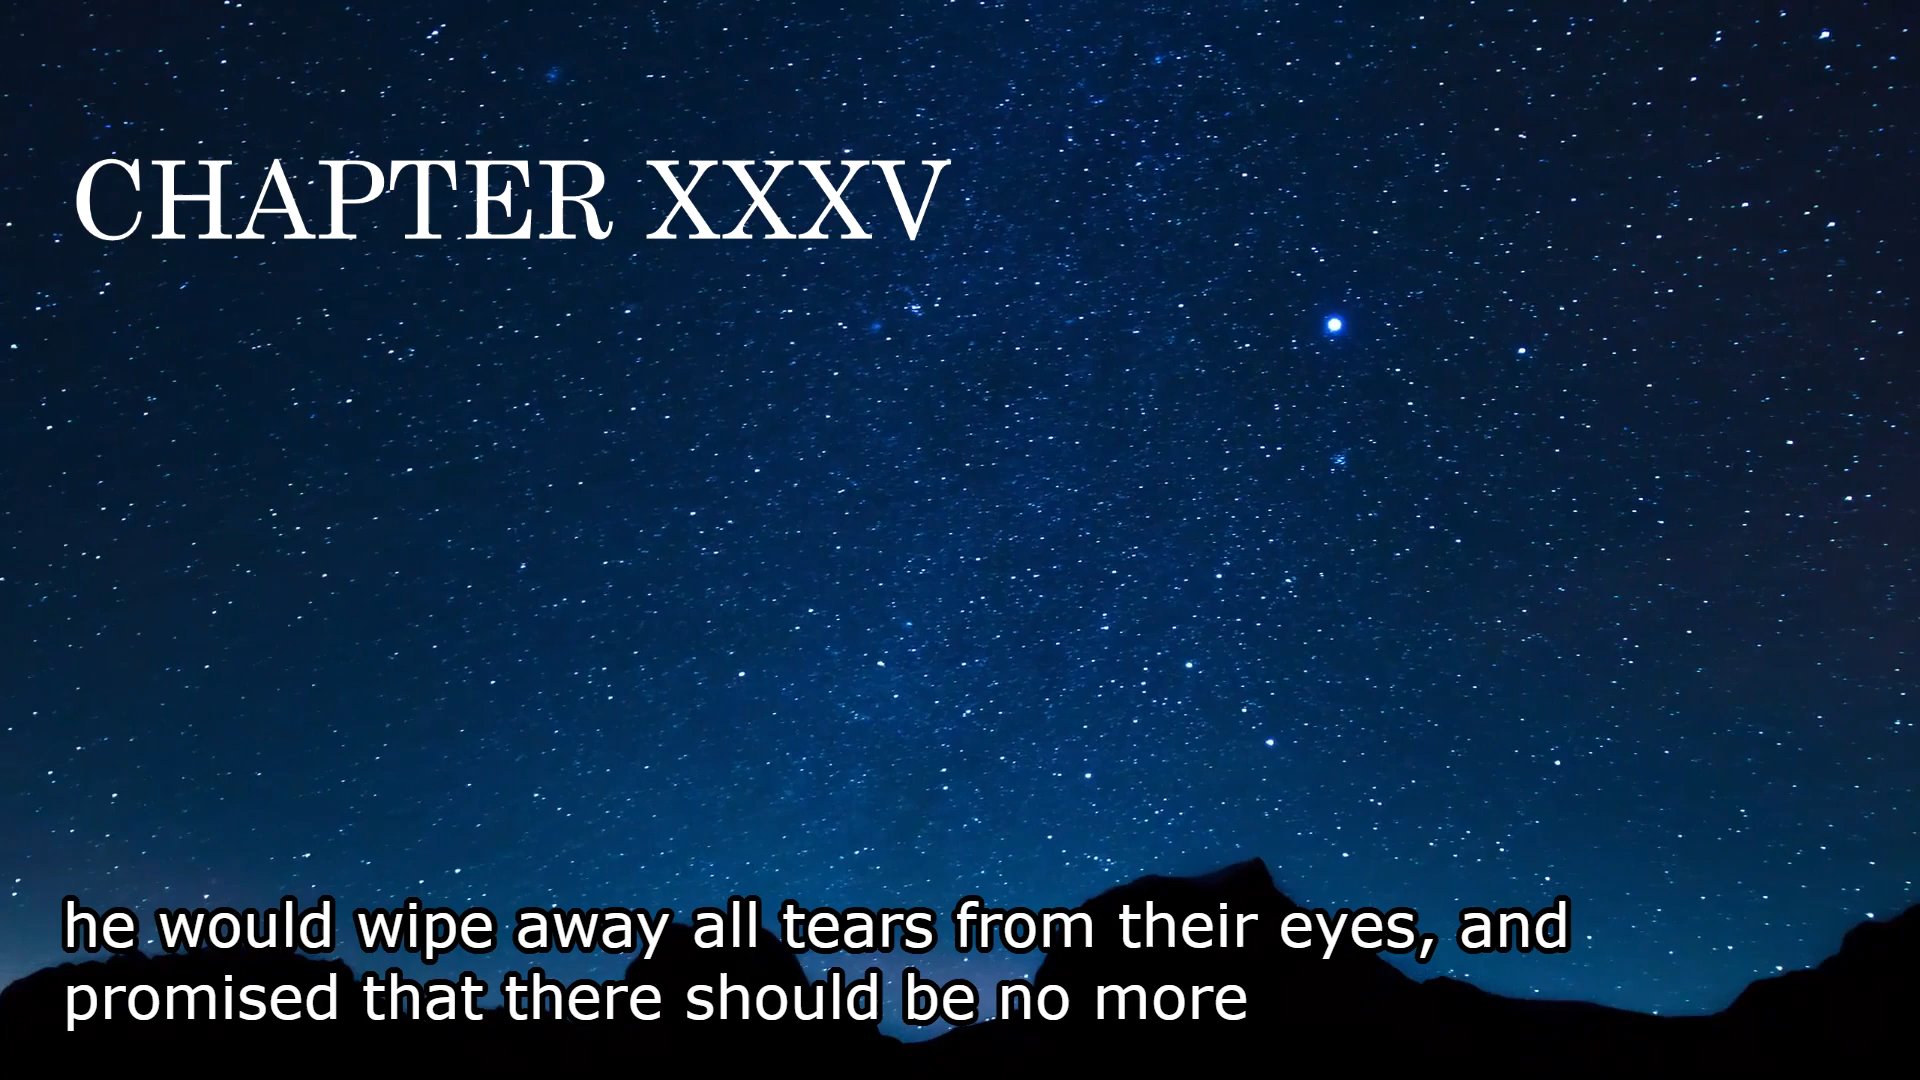 CHAPTER XXXV
he would wipe away all tears from their eyes, and
promised that there should be no more